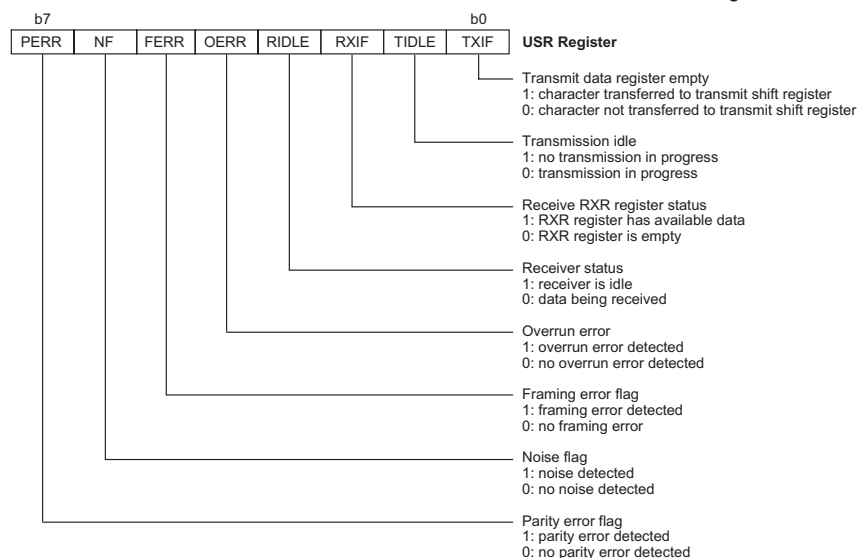 b7 b0
PERR NF FERR OERR RIDLE RXIF TIDLE TXIF USR Register
Transmit data register empty
1: character transferred to transmit shift register
0: character not transferred to transmit shift register
Transmission idle
1: no transmission in progress
0: transmission in progress
Receive RXR register status
1: RXR register has available data
0: RXR register is empty
Receiver status
1: receiver is idle
0: data being received
Overrun error
1: overrun error detected
0: no overrun error detected
Framing error flag
1: framing error detected
0: no framing error
Noise flag
1: noise detected
0: no noise detected
Parity error flag
1: parity error detected
0: no parity error detected